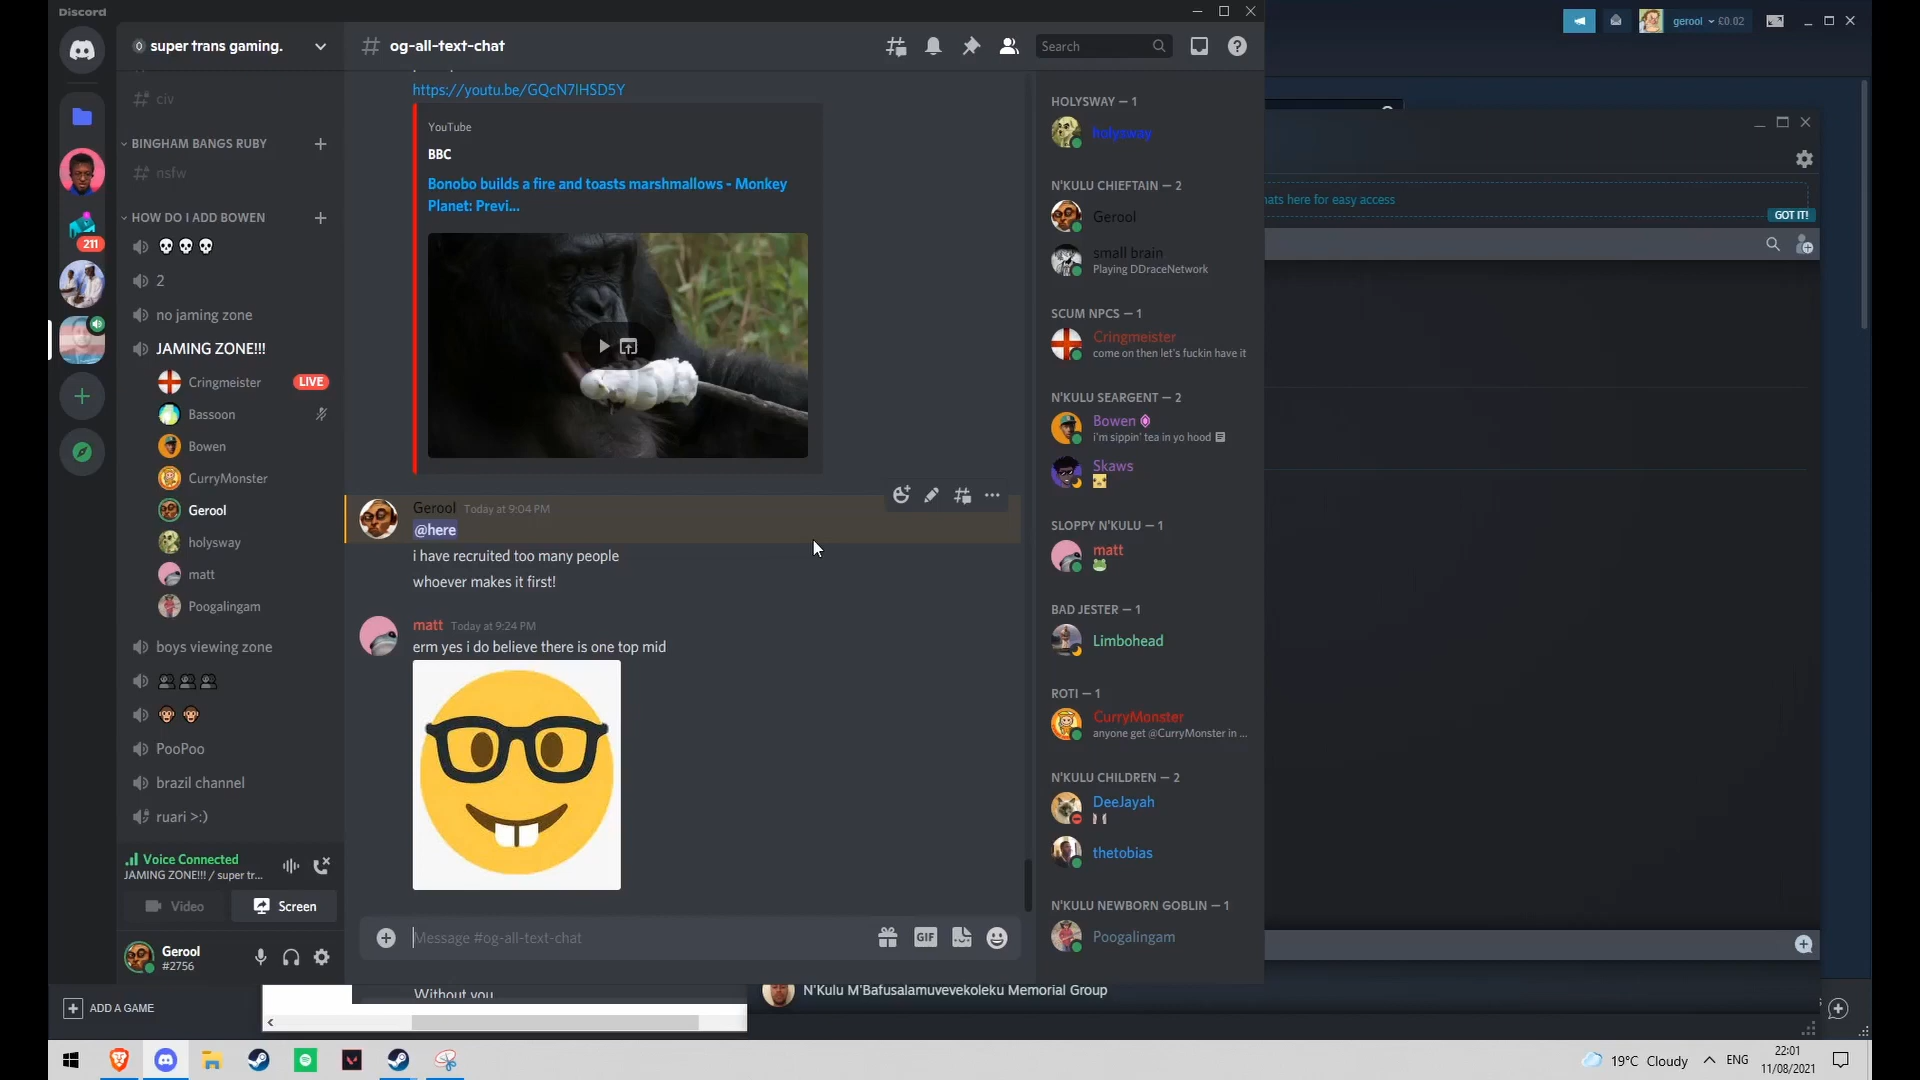 Discord
super trans gaming.
civ
BINGHAM BANGS RUBY
nsfw
HOW DO I ADD BOWEN
💀💀💀
2
no jaming zone
JAMING ZONE!!!
Cringmeister LIVE
Bassoon
Bowen
CurryMonster
Gerool
holysway
matt
Poogalingam
boys viewing zone
PooPoo
brazil channel
ruari >:)
Voice Connected
JAMING ZONE!!! / super tr...
Video
Screen
Gerool
#2756
211
ADD A GAME
# og-all-text-chat
Search
https://youtu.be/GQcN7IHSD5Y
YouTube
BBC
Bonobo builds a fire and toasts marshmallows - Monkey
Planet: Previ...
Gerool Today at 9:04 PM
@here
i have recruited too many people
whoever makes it first!
matt Today at 9:24 PM
erm yes i do believe there is one top mid
Message #og-all-text-chat
GIF
Without you
HOLYSWAY — 1
holysway
N'KULU CHIEFTAIN — 2
Gerool
small brain
Playing DDraceNetwork
SCUM NPCS — 1
Cringmeister
come on then let's fuckin have it
N'KULU SEARGENT — 2
Bowen
i'm sippin' tea in yo hood
Skaws
SLOPPY N'KULU — 1
matt
BAD JESTER — 1
Limbohead
ROTI — 1
CurryMonster
anyone get @CurryMonster in ...
N'KULU CHILDREN — 2
DeeJayah
thetobias
N'KULU NEWBORN GOBLIN — 1
Poogalingam
N'Kulu M'Bafusalamuvevekoleku Memorial Group
gerool £0.02
hats here for easy access
GOT IT!
19°C Cloudy
ENG
22:01
11/08/2021